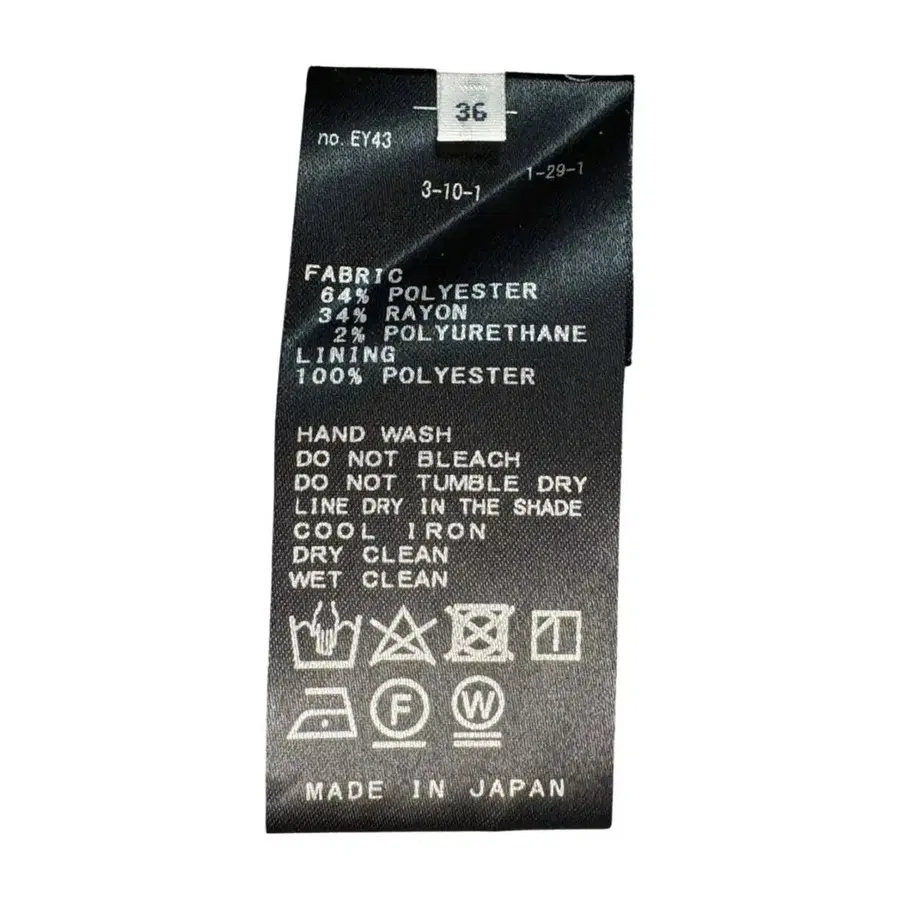 36
no. EY43
1-29-1
3-10-1
FABRIC
64% POLYESTER
34% RAYON
2% POLYURETHANE
LINING
100% POLYESTER
HAND WASH
DO NOT BLEACH
DO NOT TUMBLE DRY
LINE DRY IN THE SHADE
COOL IRON
DRY CLEAN
WET CLEAN
F W
MADE IN JAPAN